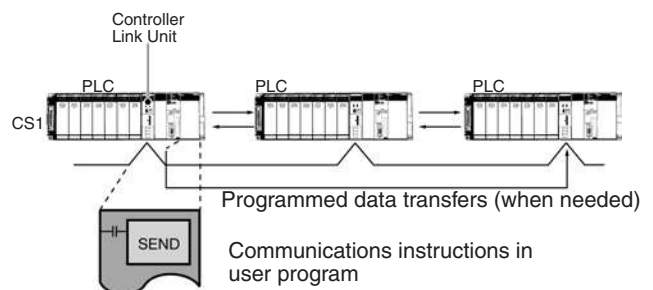 Controller
Link Unit
PLC
PLC
PLC
CS1
Programmed data transfers (when needed)
SEND
Communications instructions in
user program